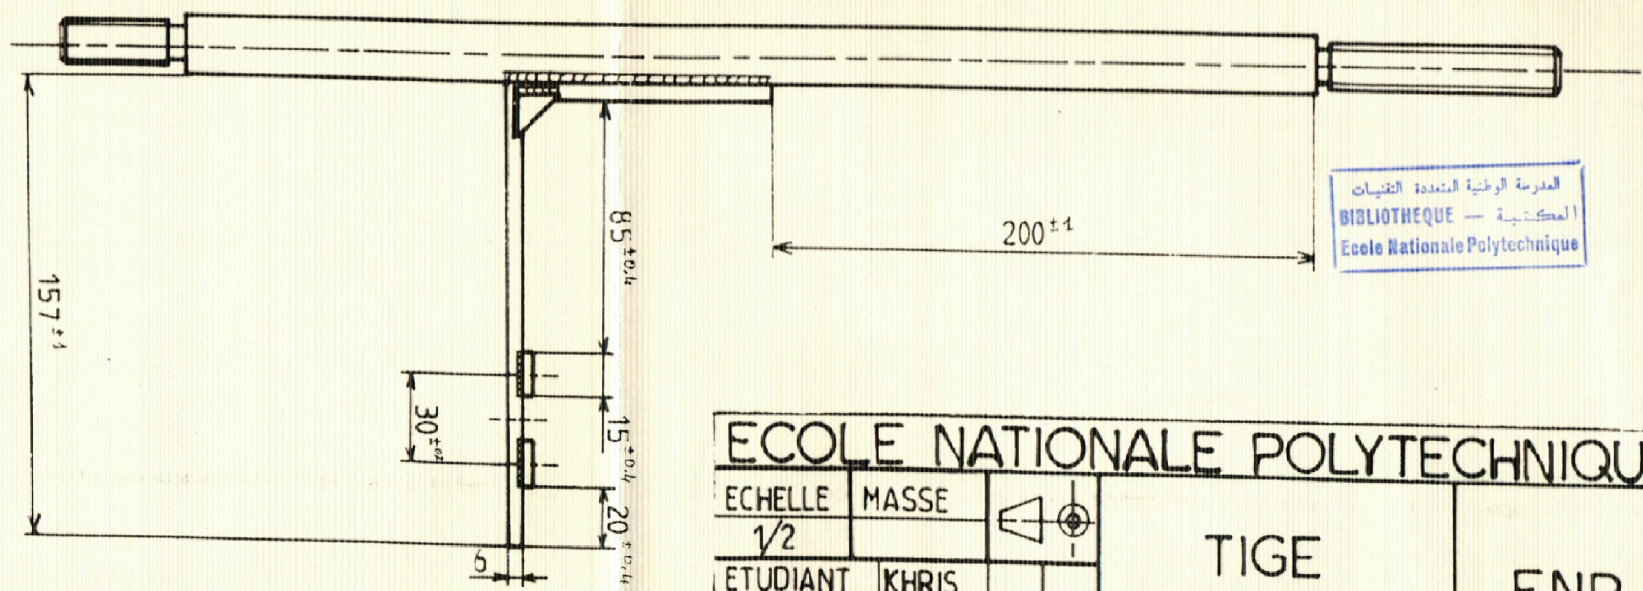 85±0,4
200±1
المدرسة الوطنية المتعددة التقنيات
BIBLIOTHEQUE — المكتبة
Ecole Nationale Polytechnique
157±1
30±0,2
15±0,4
20±0,4
6
ECOLE NATIONALE POLYTECHNIQU
ECHELLE MASSE
1/2
TIGE
ETUDIANT KHRIS
ENP